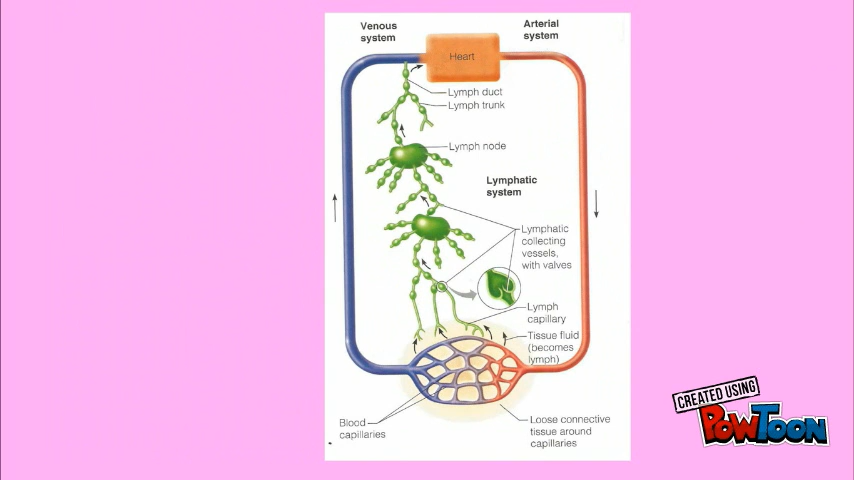 Venous
system
Arterial
system
Heart
Lymph duct
Lymph trunk
Lymph node
Lymphatic
system
Lymphatic
collecting
vessels,
with valves
Lymph
capillary
Tissue fluid
(becomes
lymph)
Blood
capillaries
Loose connective
tissue around
capillaries
CREATED USING
POWTOON